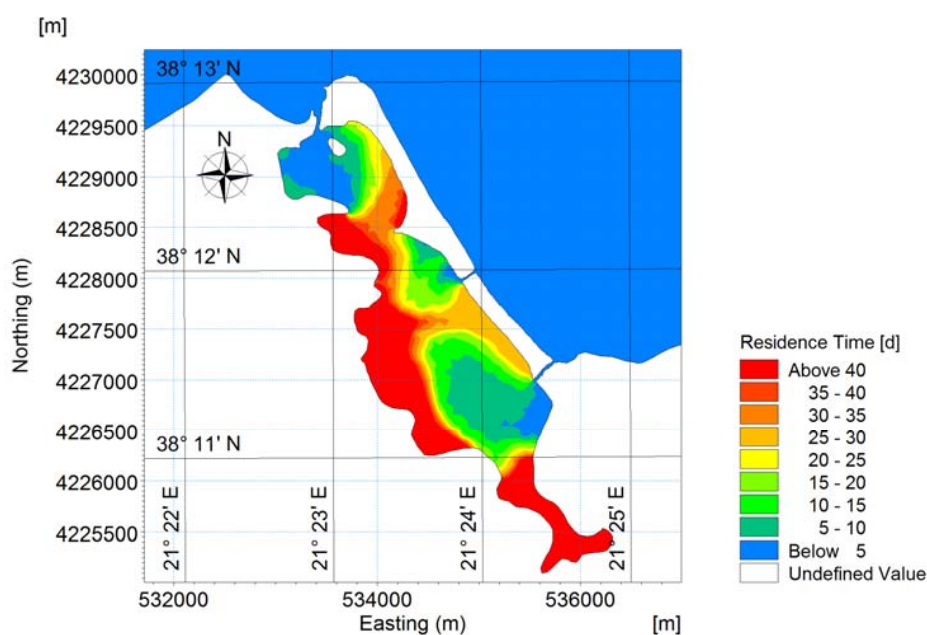 [m]
4230000
38° 13' N
4229500
N
4229000
4228500
38° 12' N
4228000
4227500
Northing (m)
4227000
4226500
38° 11' N
4226000
4225500
21° 22' E
21° 23' E
21° 24' E
21° 25' E
532000
534000
536000
Easting (m)
[m]
Residence Time [d]
Above 40
35 - 40
30 - 35
25 - 30
20 - 25
15 - 20
10 - 15
5 - 10
Below 5
Undefined Value